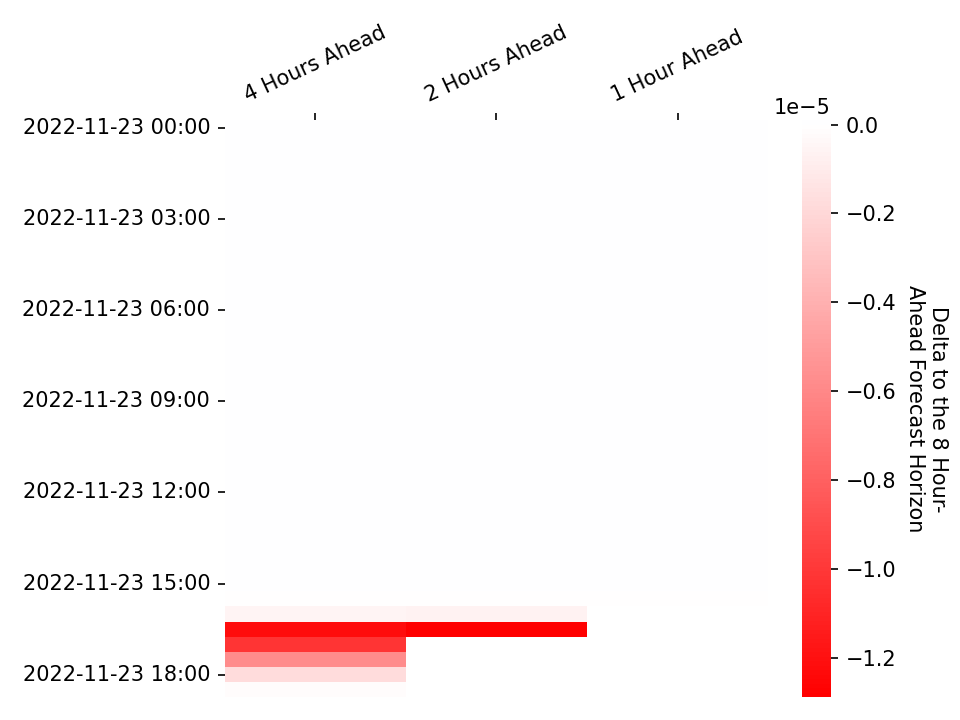 4 Hours Ahead
2 Hours Ahead
1 Hour Ahead
1e−5
2022-11-23 00:00
2022-11-23 03:00
2022-11-23 06:00
2022-11-23 09:00
2022-11-23 12:00
2022-11-23 15:00
2022-11-23 18:00
0.0
−0.2
−0.4
−0.6
−0.8
−1.0
−1.2
Delta to the 8 Hour-
Ahead Forecast Horizon